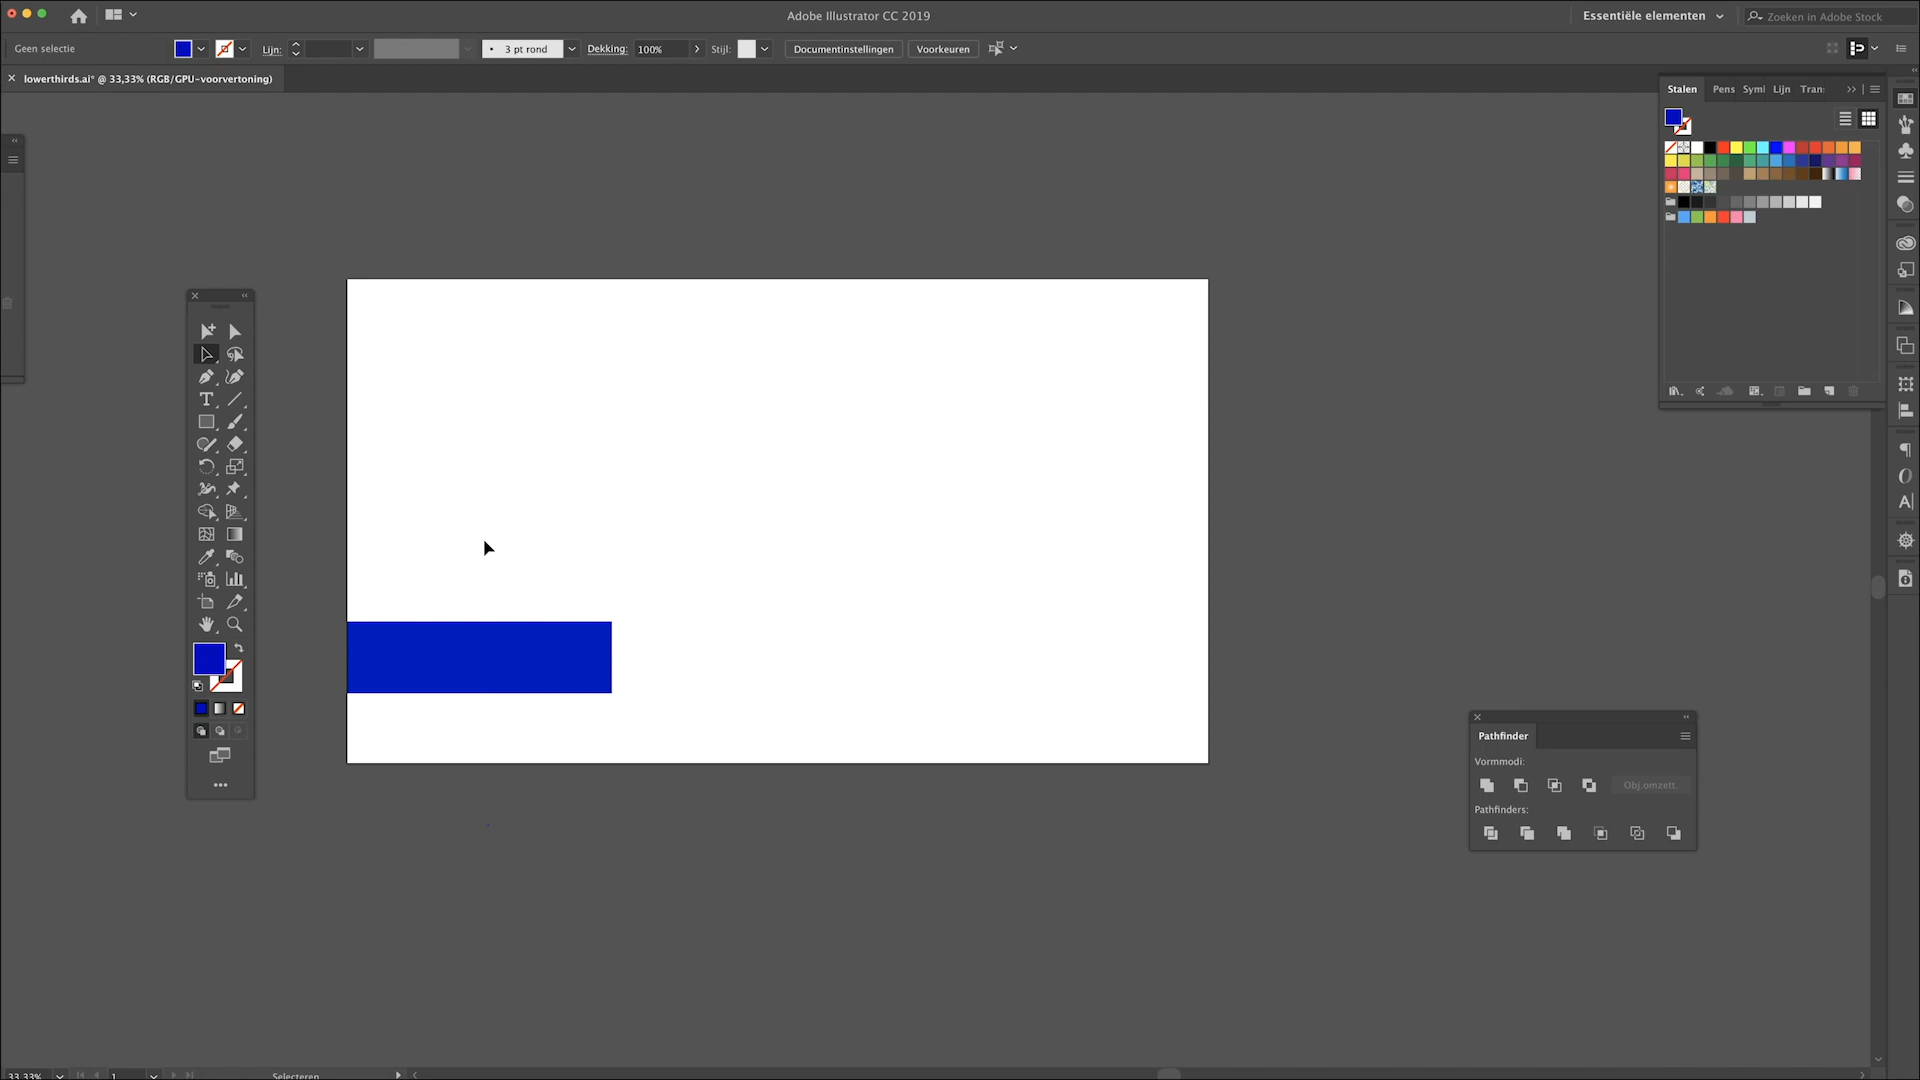 Adobe Illustrator CC 2019
Essentiële elementen
Zoeken in Adobe Stock
Geen selectie
Lijn:
3 pt rond
Dekking:
100%
Stijl:
Documentinstellingen
Voorkeuren
lowerthirds.ai* @ 33,33% (RGB/GPU-voorvertoning)
Stalen
Pens
Symi
Lijn
Tran:
Pathfinder
Vormmodi:
Obj.omzett.
Pathfinders:
33,33%
1
Selecteren